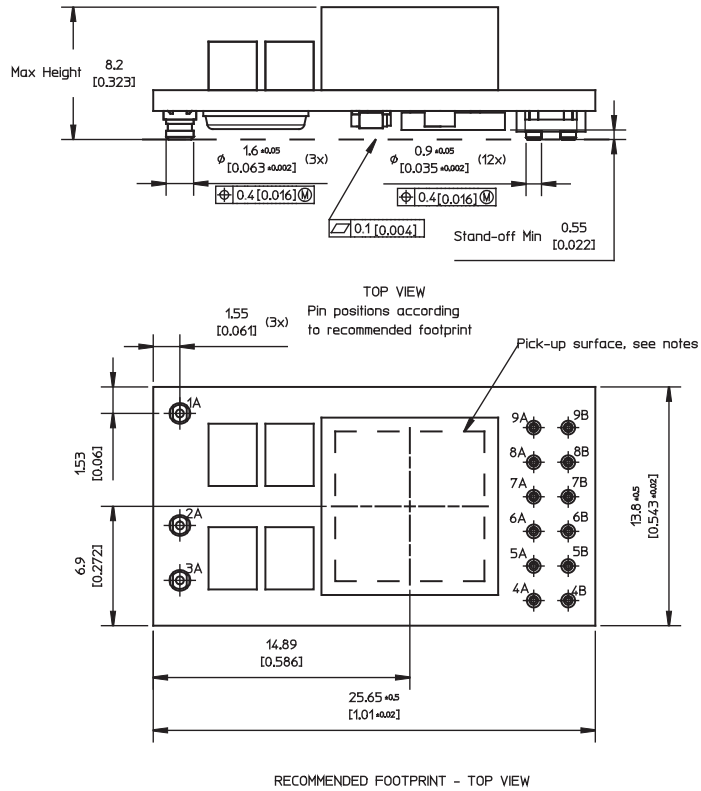 Max Height 8.2
[0.323]
ϕ 1.6 ±0.05
[0.063 ±0.002] (3x)
⌖ 0.4 [0.016] Ⓜ
ϕ 0.9 ±0.05
[0.035 ±0.002] (12x)
⌖ 0.4 [0.016] Ⓜ
⏥ 0.1 [0.004]
Stand-off Min 0.55
[0.022]
TOP VIEW
Pin positions according
to recommended footprint
1.55
[0.061] (3x)
Pick-up surface, see notes
1A
9A 9B
8A 8B
7A 7B
2A
6A 6B
5A 5B
3A
4A 4B
1.53
[0.06]
6.9
[0.272]
13.8 ±0.5
[0.543 ±0.02]
14.89
[0.586]
25.65 ±0.5
[1.01 ±0.02]
RECOMMENDED FOOTPRINT - TOP VIEW